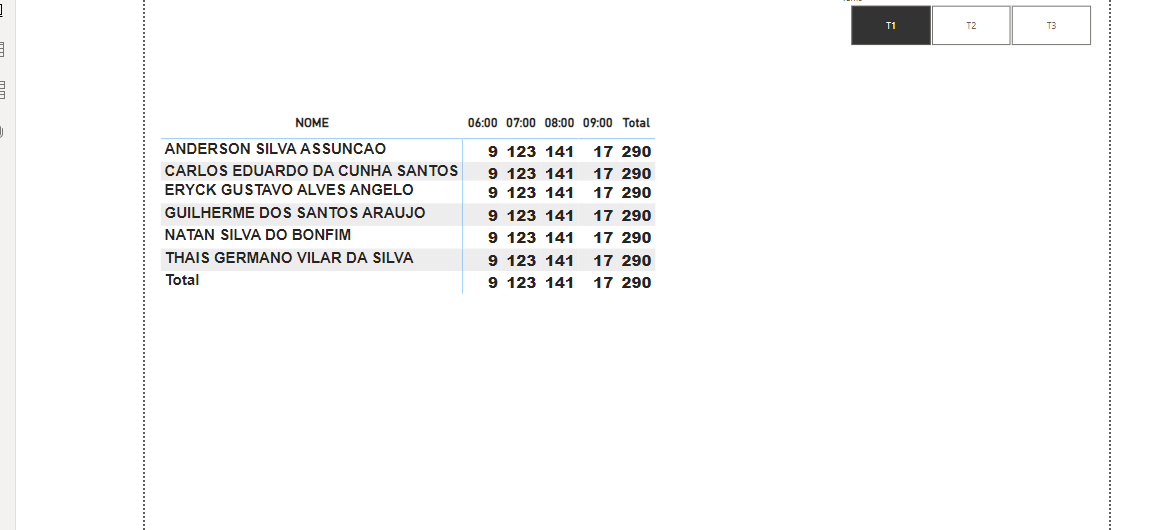 T1 T2 T3
NOME 06:00 07:00 08:00 09:00 Total
ANDERSON SILVA ASSUNCAO 9 123 141 17 290
CARLOS EDUARDO DA CUNHA SANTOS 9 123 141 17 290
ERYCK GUSTAVO ALVES ANGELO 9 123 141 17 290
GUILHERME DOS SANTOS ARAUJO 9 123 141 17 290
NATAN SILVA DO BONFIM 9 123 141 17 290
THAIS GERMANO VILAR DA SILVA 9 123 141 17 290
Total 9 123 141 17 290